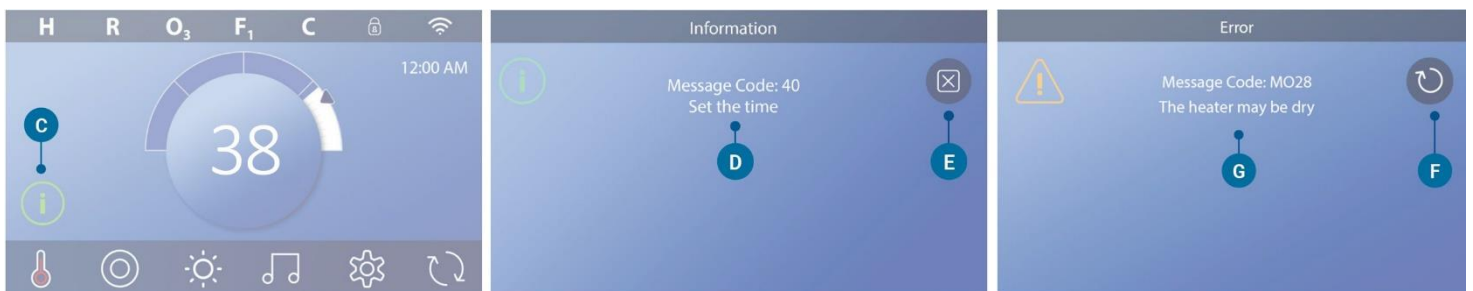 H R O₃ F₁ C
12:00 AM
C
38
Information
Message Code: 40
Set the time
D
E
Error
Message Code: MO28
The heater may be dry
G
F